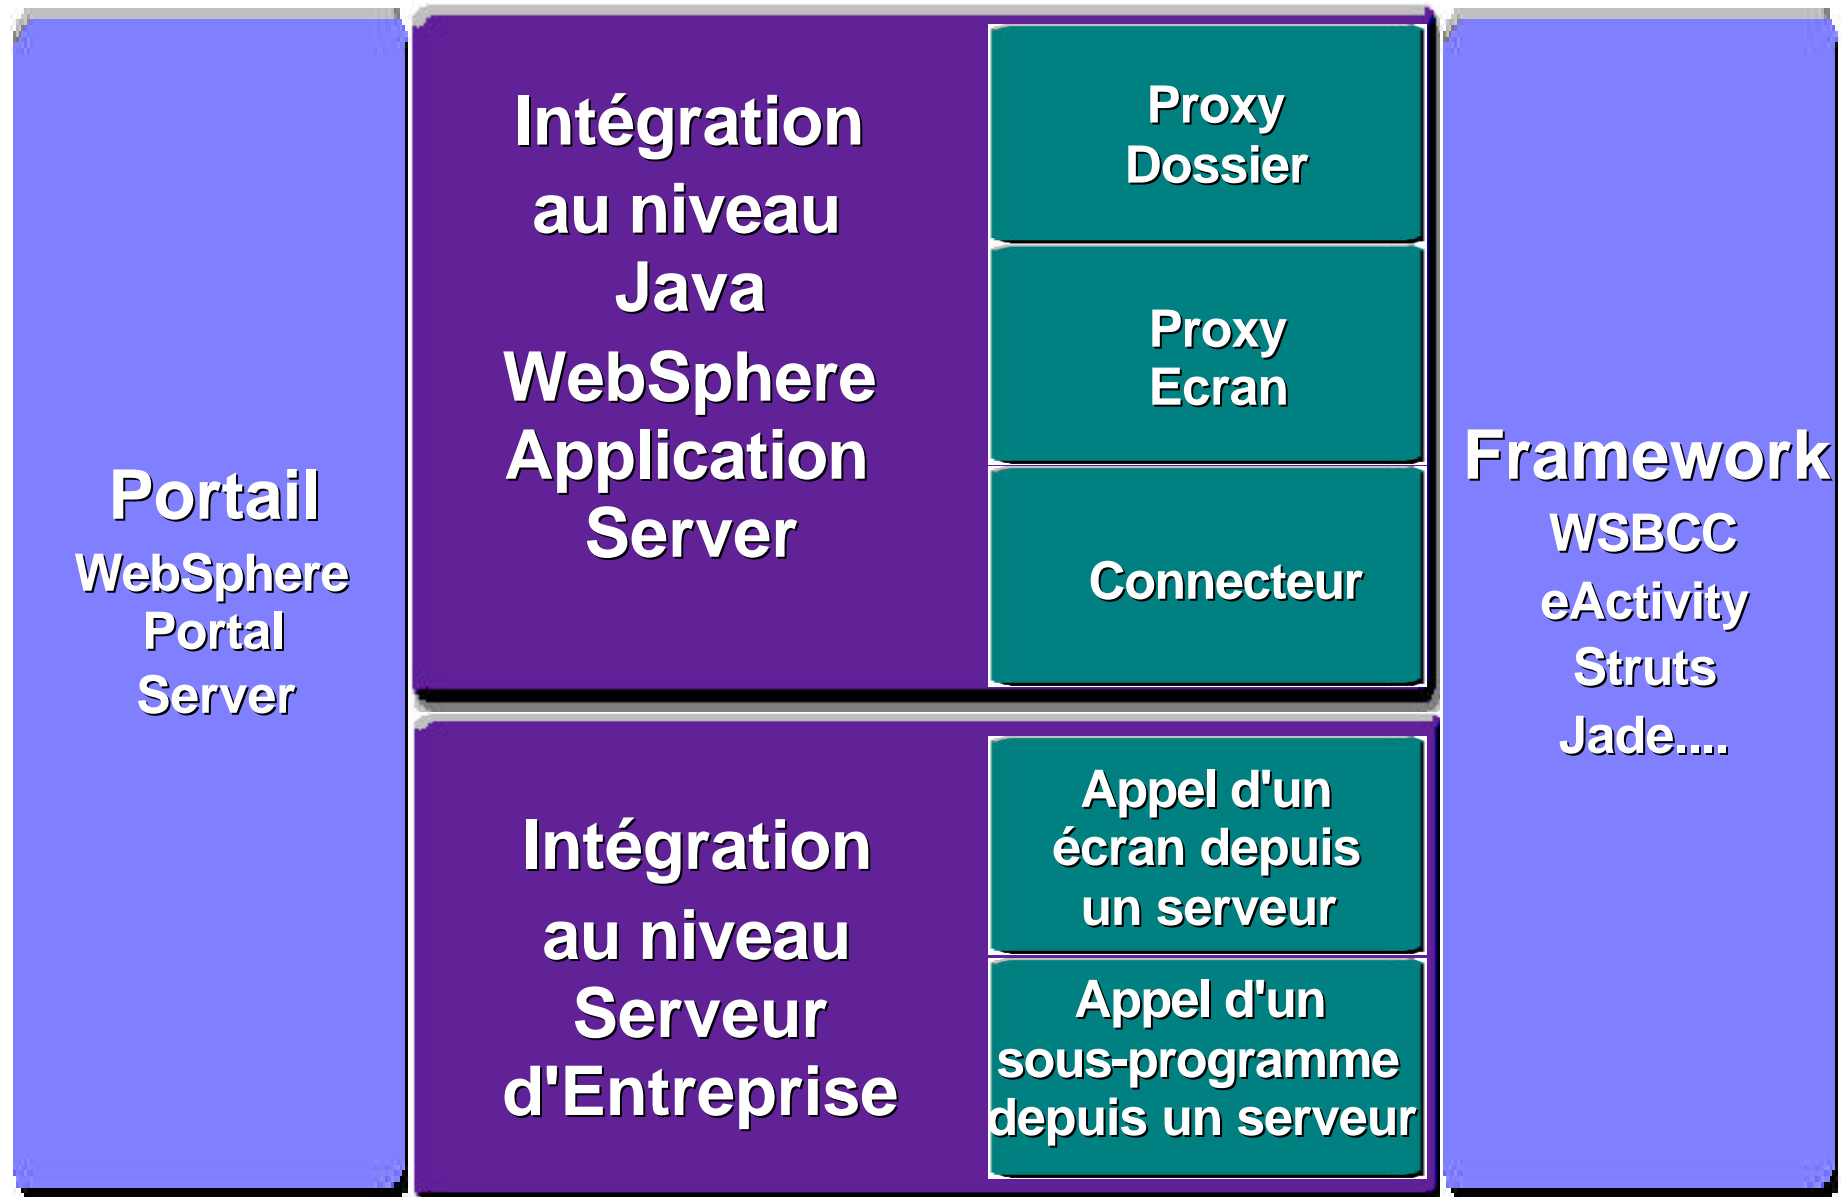 Portail
WebSphere
Portal
Server
Intégration
au niveau
Java
WebSphere
Application
Server
Proxy
Dossier
Proxy
Ecran
Connecteur
Intégration
au niveau
Serveur
d'Entreprise
Appel d'un
écran depuis
un serveur
Appel d'un
sous-programme
depuis un serveur
Framework
WSBCC
eActivity
Struts
Jade....